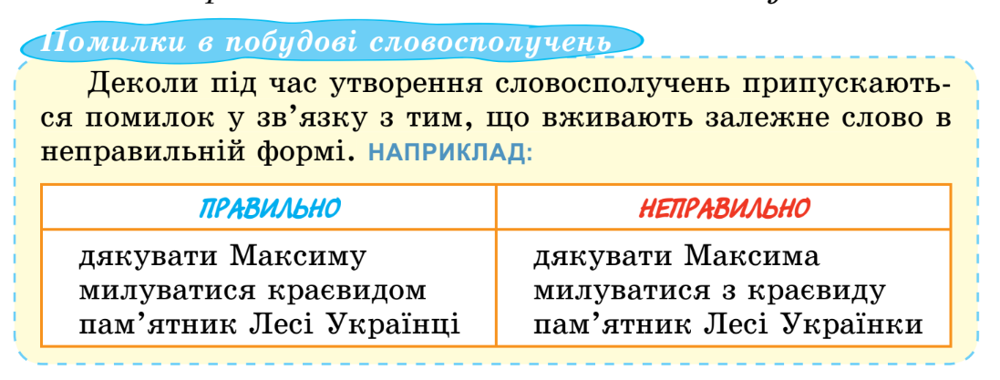 Помилки в побудові словосполучень
Деколи під час утворення словосполучень припускають-
ся помилок у зв’язку з тим, що вживають залежне слово в
неправильній формі. НАПРИКЛАД:
ПРАВИЛЬНО НЕПРАВИЛЬНО
дякувати Максиму дякувати Максима
милуватися краєвидом милуватися з краєвиду
пам’ятник Лесі Українці пам’ятник Лесі Українки